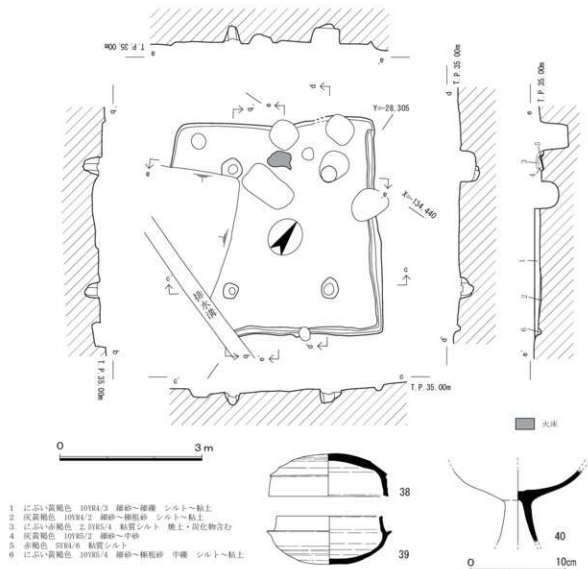 T.P.35.00m
a
a'
T.P.35.00m
d
e
T.P.35.00m
b'
d'
e'
Y=-28.305
e
e'
X=-134.440
c'
c
排水溝
b
e
d
b
T.P.35.00m
d'
e'
c'
c
T.P.35.00m
火床
0 3m
1 にぶい黄褐色 10YR4/3 細砂〜細礫 シルト〜粘土
2 灰黄褐色 10YR4/2 細砂〜極粗砂 シルト〜粘土
3 にぶい赤褐色 2.5YR5/4 粘質シルト 焼土・炭化物含む
4 灰黄褐色 10YR5/2 細砂〜中砂
5 赤褐色 5YR4/6 粘質シルト
6 にぶい黄褐色 10YR5/4 細砂〜極粗砂 中礫 シルト〜粘土
38
39
40
0 10cm